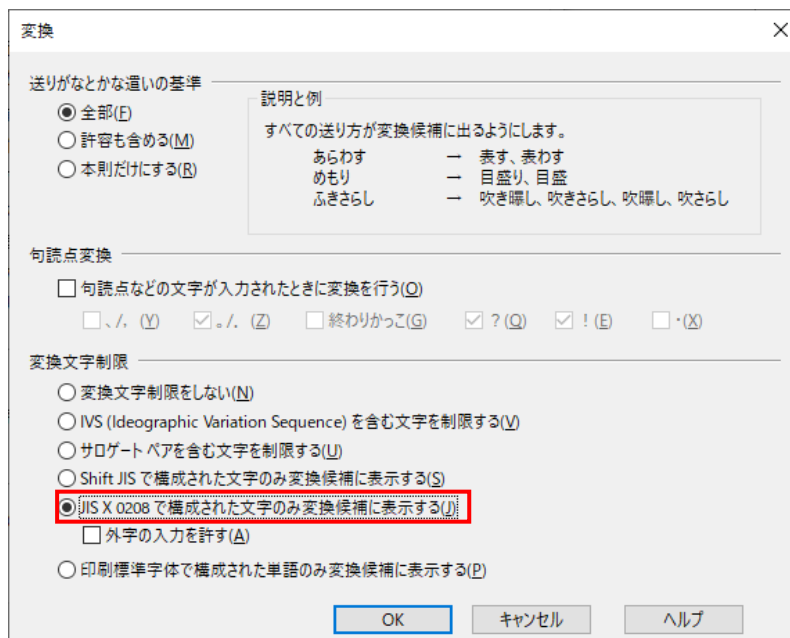 変換
送りがなとかな遣いの基準
全部(F)
許容も含める(M)
本則だけにする(R)
説明と例
すべての送り方が変換候補に出るようにします。
あらわす → 表す、表わす
めもり → 目盛り、目盛
ふきさらし → 吹き曝し、吹きさらし、吹曝し、吹さらし
句読点変換
句読点などの文字が入力されたときに変換を行う(O)
、/， (Y) 。/． (Z) 終わりかっこ(G) ？(Q) ！(E) ・(X)
変換文字制限
変換文字制限をしない(N)
IVS (Ideographic Variation Sequence) を含む文字を制限する(V)
サロゲート ペアを含む文字を制限する(U)
Shift JIS で構成された文字のみ変換候補に表示する(S)
JIS X 0208 で構成された文字のみ変換候補に表示する(J)
外字の入力を許す(A)
印刷標準字体で構成された単語のみ変換候補に表示する(P)
OK キャンセル ヘルプ